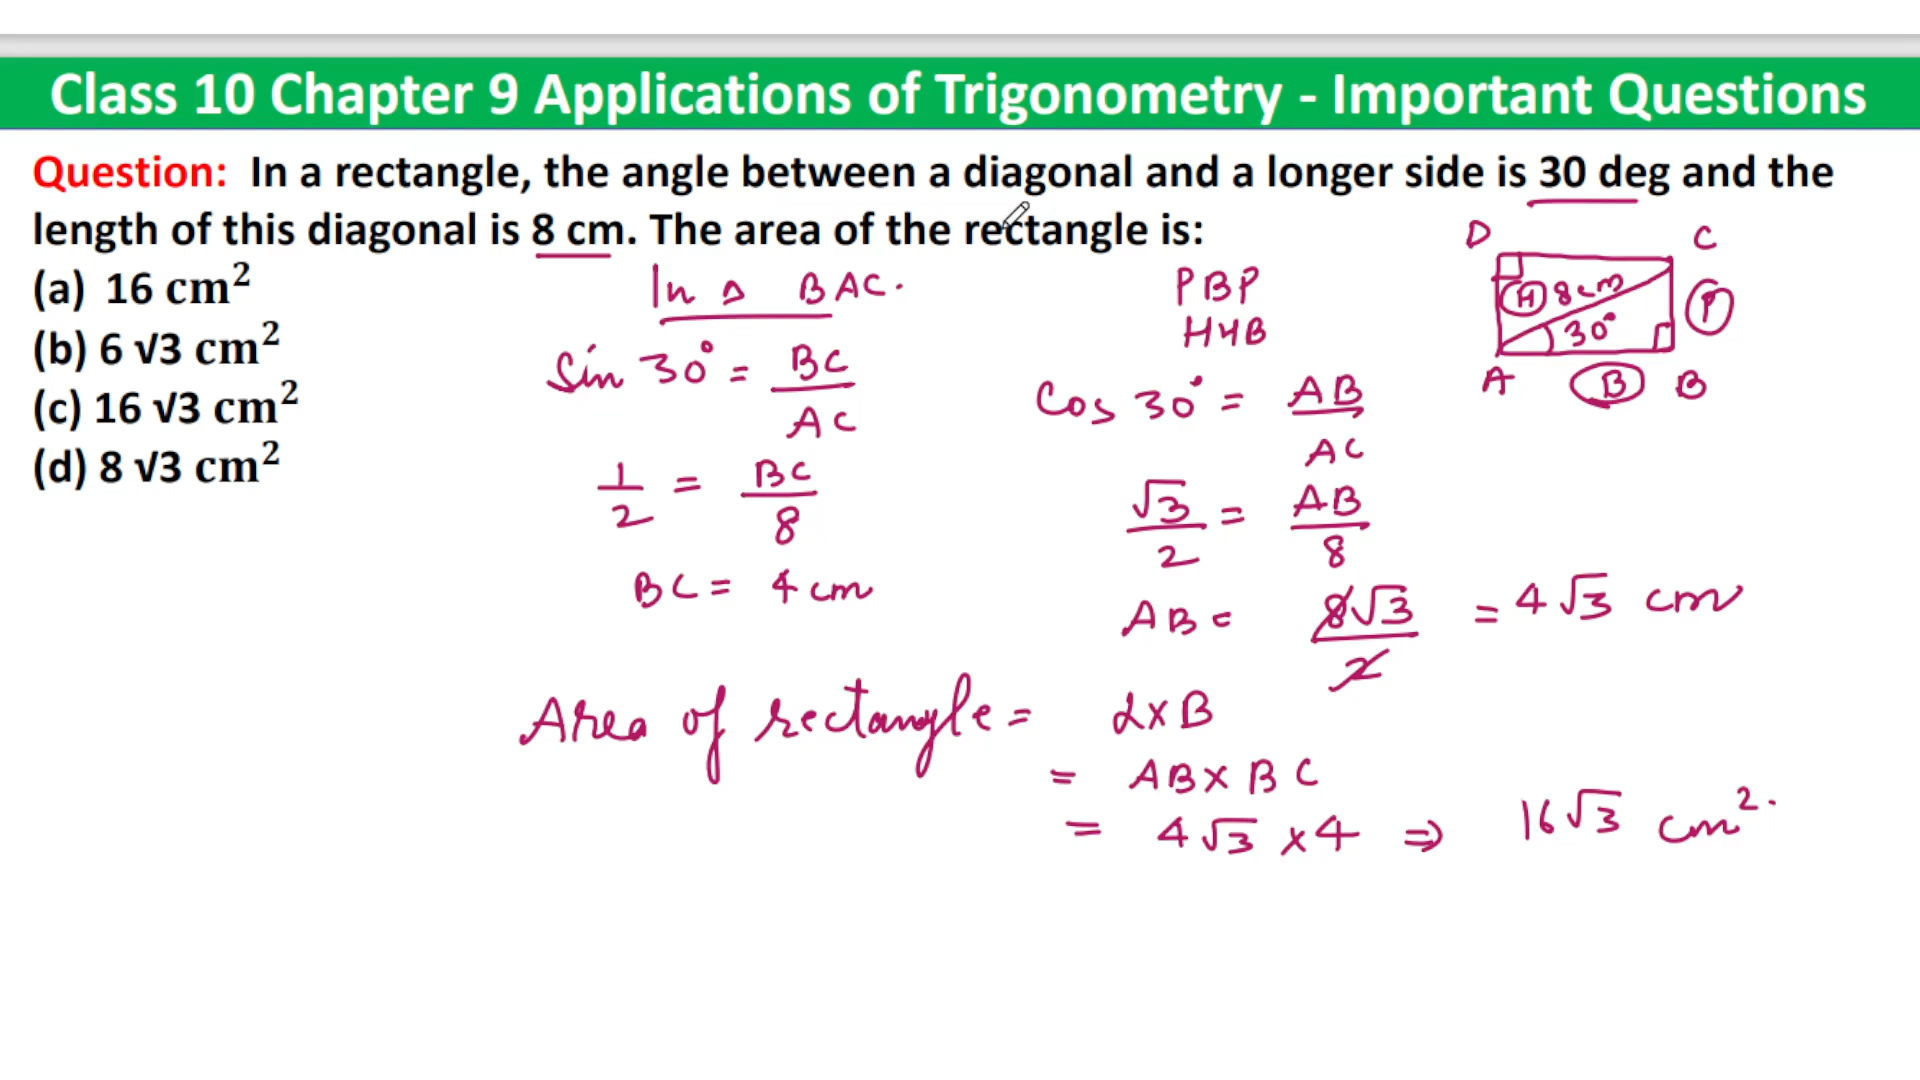 Class 10 Chapter 9 Applications of Trigonometry - Important Questions
Question: In a rectangle, the angle between a diagonal and a longer side is 30 deg and the
length of this diagonal is 8 cm. The area of the rectangle is:
(a) 16 cm²
(b) 6 √3 cm²
(c) 16 √3 cm²
(d) 8 √3 cm²
In △ BAC.
Sin 30° = BC/AC
1/2 = BC/8
BC = 4 cm
PBP
HHB
Cos 30° = AB/AC
√3/2 = AB/8
AB = 8√3/2 = 4√3 cm
D C
H 8cm P
30°
A B B
Area of rectangle = L×B
= AB×BC
= 4√3 ×4 ⇒ 16√3 cm².